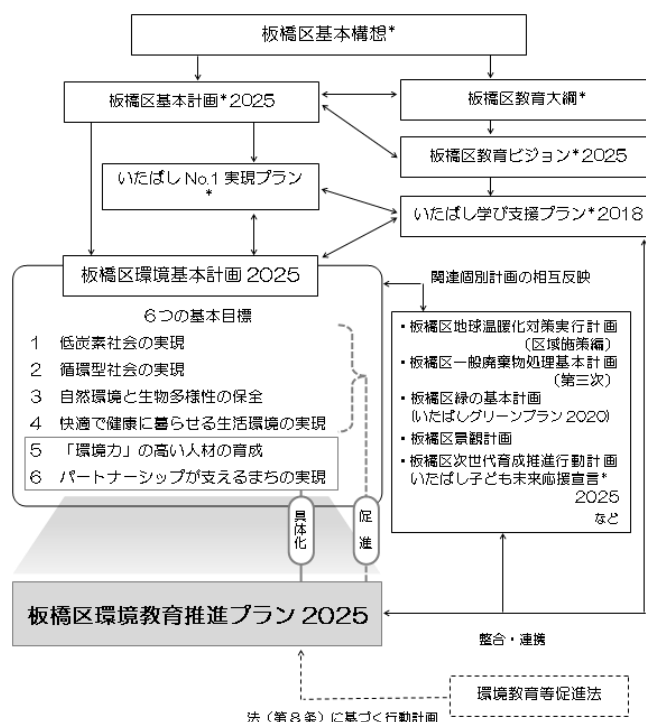 板橋区基本構想*
板橋区基本計画*2025
板橋区教育大綱*
板橋区教育ビジョン*2025
いたばし No.1 実現プラン
*
いたばし学び支援プラン*2018
板橋区環境基本計画 2025
関連個別計画の相互反映
6つの基本目標
1 低炭素社会の実現
2 循環型社会の実現
3 自然環境と生物多様性の保全
4 快適で健康に暮らせる生活環境の実現
5 「環境力」の高い人材の育成
6 パートナーシップが支えるまちの実現
・板橋区地球温暖化対策実行計画
(区域施策編)
・板橋区一般廃棄物処理基本計画
(第三次)
・板橋区緑の基本計画
(いたばしグリーンプラン 2020)
・板橋区景観計画
・板橋区次世代育成推進行動計画
いたばし子ども未来応援宣言*
2025
など
具体化
促進
板橋区環境教育推進プラン 2025
整合・連携
環境教育等促進法
法(第8条)に基づく行動計画